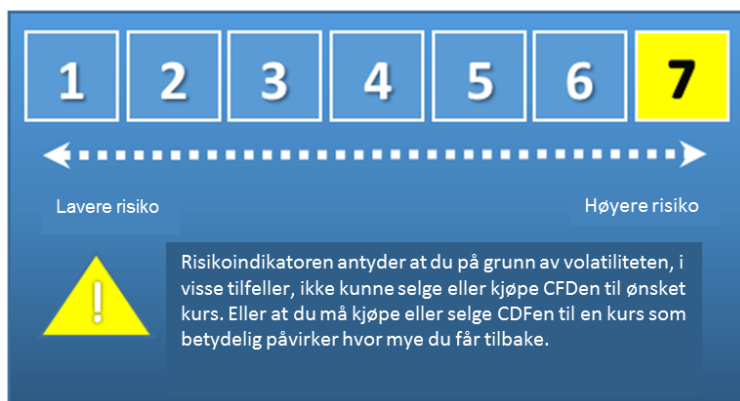 1 2 3 4 5 6 7
Lavere risiko Høyere risiko
!
Risikoindikatoren antyder at du på grunn av volatiliteten, i
visse tilfeller, ikke kunne selge eller kjøpe CFDen til ønsket
kurs. Eller at du må kjøpe eller selge CDFen til en kurs som
betydelig påvirker hvor mye du får tilbake.